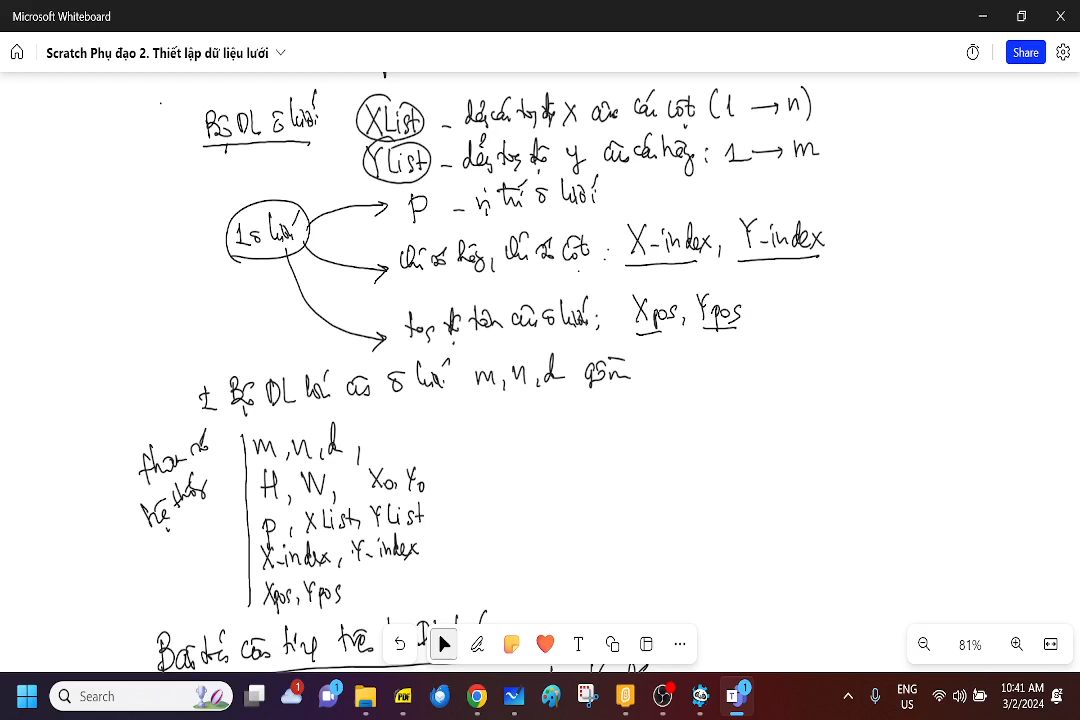 Microsoft Whiteboard
Scratch Phụ đạo 2. Thiết lập dữ liệu lưới
Share
Bộ DL ô lưới
XList - dãy các tọa độ X của các cột (1 → n)
YList - dãy tọa độ y của các hàng: 1 → m
P - vị trí ô lưới
1 ô lưới
chỉ số hàng, chỉ số cột: X-index, Y-index
tọa độ tâm của ô lưới; Xpos, Ypos
Bộ DL của ô lưới m, n, d gồm
tham số
hệ thống
m, n, d,
H, W, X0, Y0
P, XList, YList
X-index, Y-index
Xpos, Ypos
81%
Search
ENG
US
10:41 AM
3/2/2024